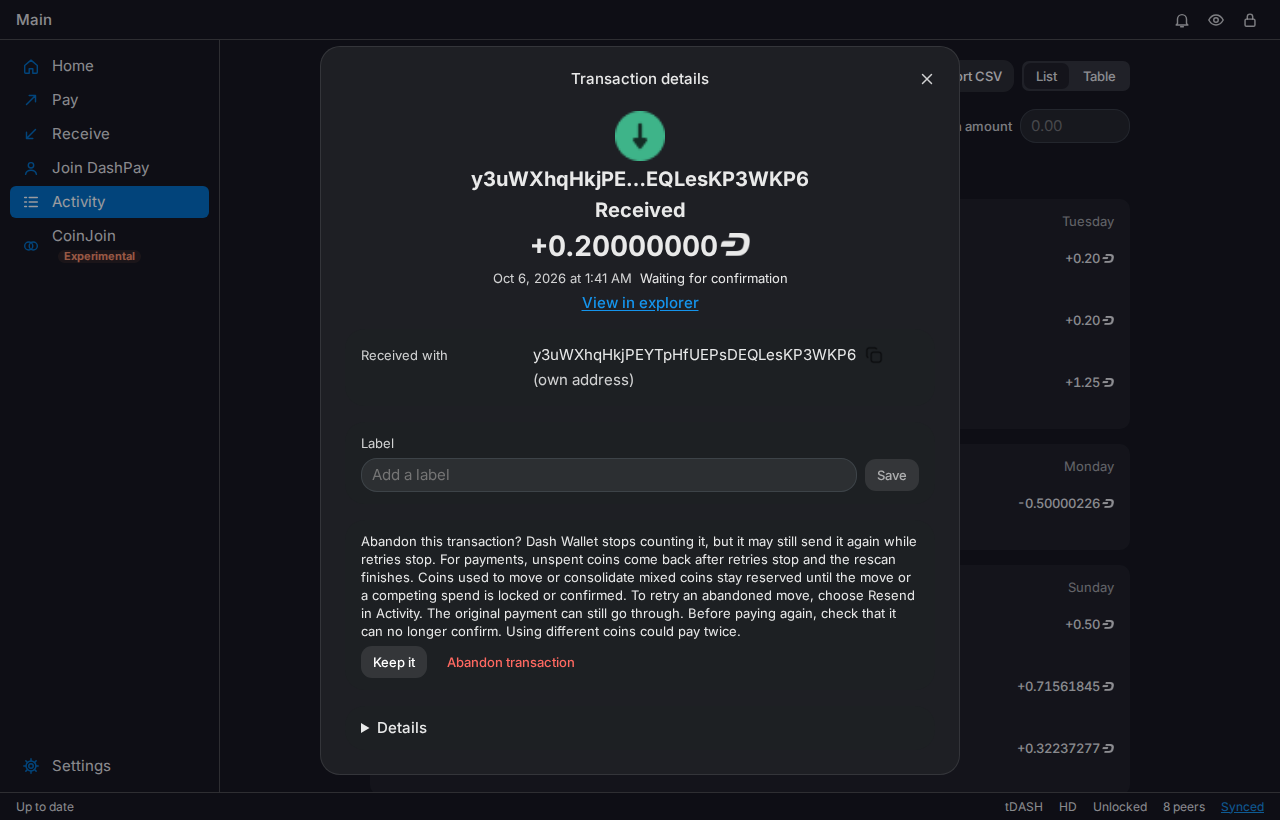 Main
Home
Pay
Receive
Join DashPay
Activity
CoinJoin
Experimental
Settings
Transaction details
y3uWXhqHkjPE...EQLesKP3WKP6
Received
+0.20000000
Oct 6, 2026 at 1:41 AM Waiting for confirmation
View in explorer
Received with
y3uWXhqHkjPEYTpHfUEPsDEQLesKP3WKP6
(own address)
Label
Add a label
Save
Abandon this transaction? Dash Wallet stops counting it, but it may still send it again while
retries stop. For payments, unspent coins come back after retries stop and the rescan
finishes. Coins used to move or consolidate mixed coins stay reserved until the move or
a competing spend is locked or confirmed. To retry an abandoned move, choose Resend
in Activity. The original payment can still go through. Before paying again, check that it
can no longer confirm. Using different coins could pay twice.
Keep it
Abandon transaction
Details
CSV
List
Table
amount
0.00
Tuesday
+0.20
+0.20
+1.25
Monday
-0.50000226
Sunday
+0.50
+0.71561845
+0.32237277
Up to date
tDASH
HD
Unlocked
8 peers
Synced